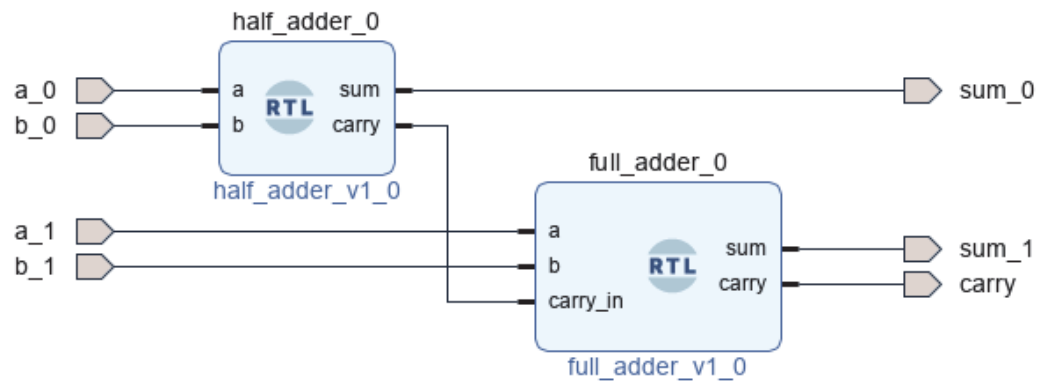 half_adder_0
a_0
b_0
a
b
RTL
sum
carry
half_adder_v1_0
sum_0
full_adder_0
a_1
b_1
a
b
carry_in
RTL
sum
carry
full_adder_v1_0
sum_1
carry